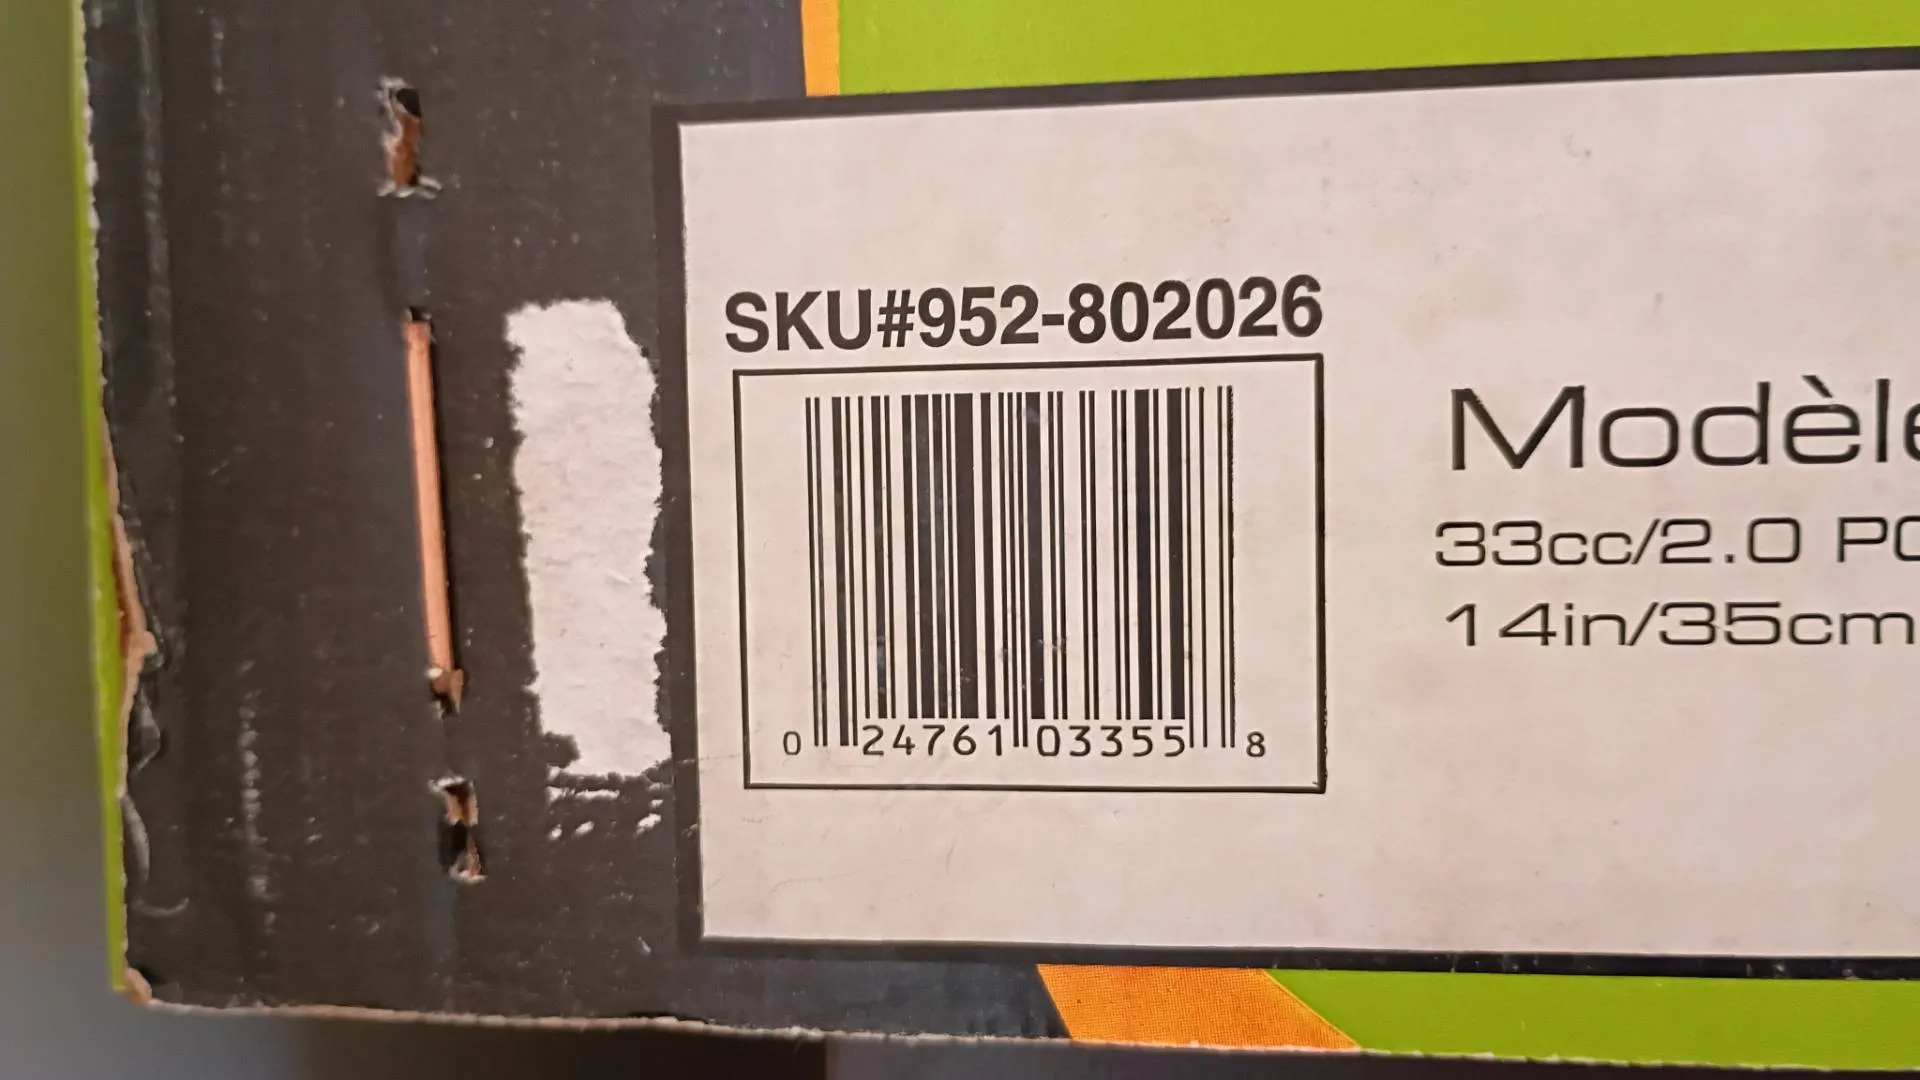 SKU#952-802026
0 24761 03355 8
Modèle
33cc/2.0
14in/35cm